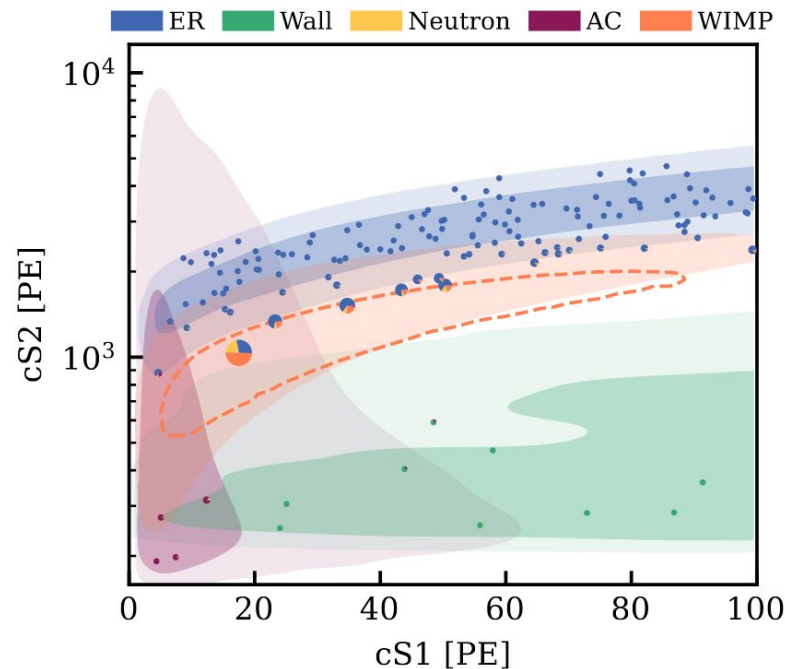 ER Wall Neutron AC WIMP
10⁴
10³
cS2 [PE]
0 20 40 60 80 100
cS1 [PE]